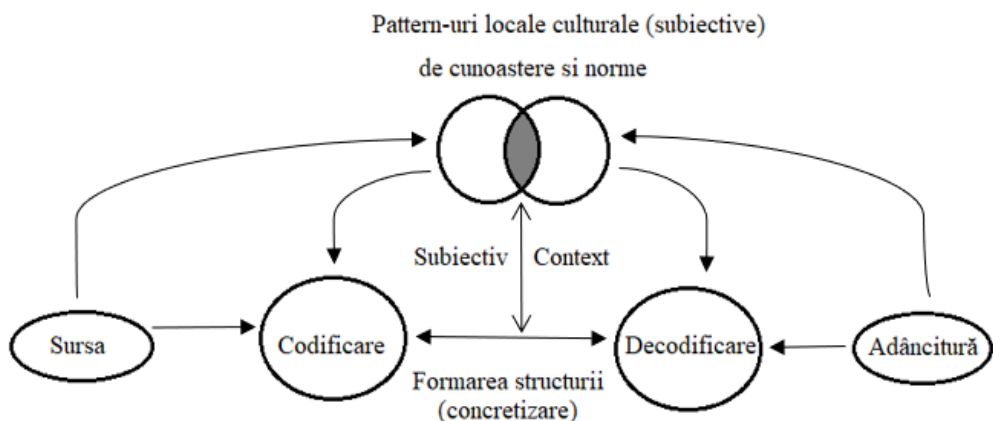 Pattern-uri locale culturale (subiective)
de cunoastere si norme
Subiectiv
Context
Sursa
Codificare
Decodificare
Adâncitură
Formarea structurii
(concretizare)